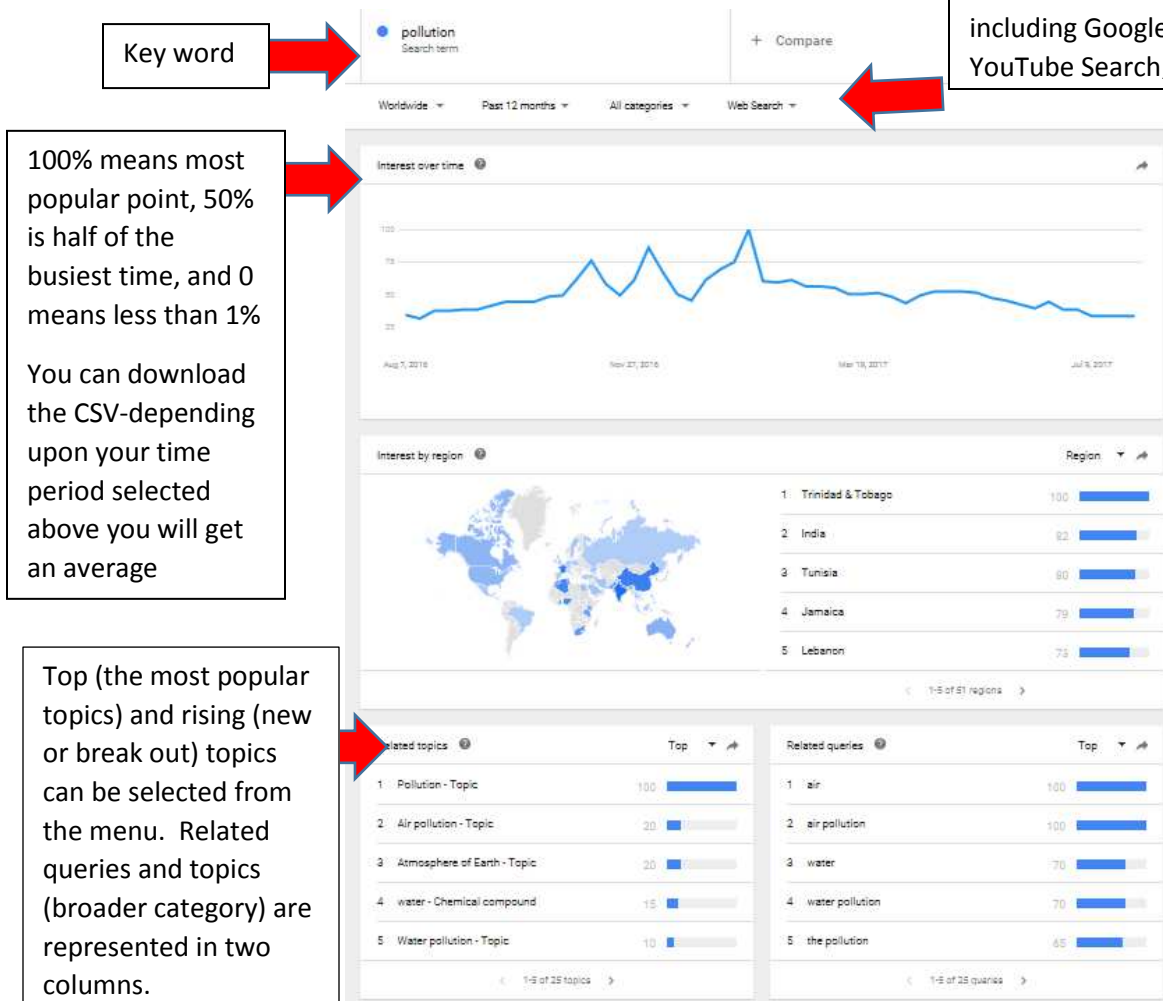 Key word
pollution
Search term
+ Compare
including Google
YouTube Search,
Worldwide
Past 12 months
All categories
Web Search
100% means most
popular point, 50%
is half of the
busiest time, and 0
means less than 1%
You can download
the CSV-depending
upon your time
period selected
above you will get
an average
Interest over time
100
75
50
25
Aug 7, 2016
Nov 27, 2016
Mar 19, 2017
Jul 9, 2017
Interest by region
Region
1 Trinidad & Tobago 100
2 India 82
3 Tunisia 80
4 Jamaica 79
5 Lebanon
1-5 of 51 regions
Top (the most popular
topics) and rising (new
or break out) topics
can be selected from
the menu. Related
queries and topics
(broader category) are
represented in two
columns.
elated topics
Top
1 Pollution - Topic 100
2 Air pollution - Topic 20
3 Atmosphere of Earth - Topic 20
4 water - Chemical compound 15
5 Water pollution - Topic 10
1-5 of 25 topics
Related queries
Top
1 air 100
2 air pollution 100
3 water 70
4 water pollution 70
5 the pollution 65
1-5 of 25 queries